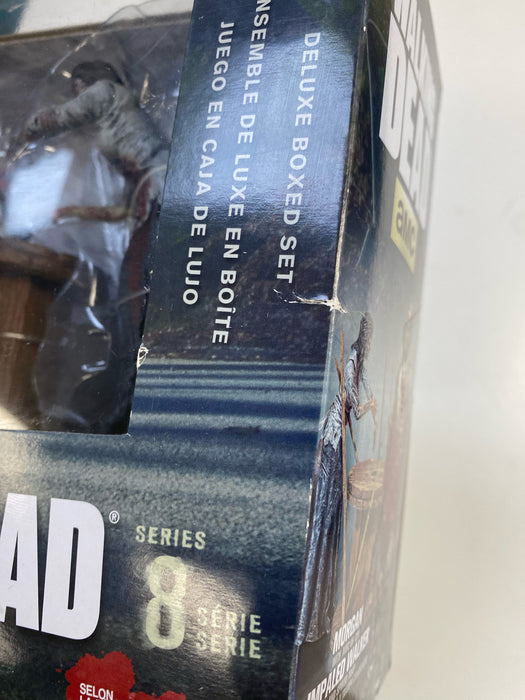 DELUXE BOXED SET
NSEMBLE DE LUXE EN BOÎTE
JUEGO EN CAJA DE LUJO
DEAD
amc
AD®
SERIES
8
SÉRIE
SERIE
SELON
MORGAN
IMPALED WALKER